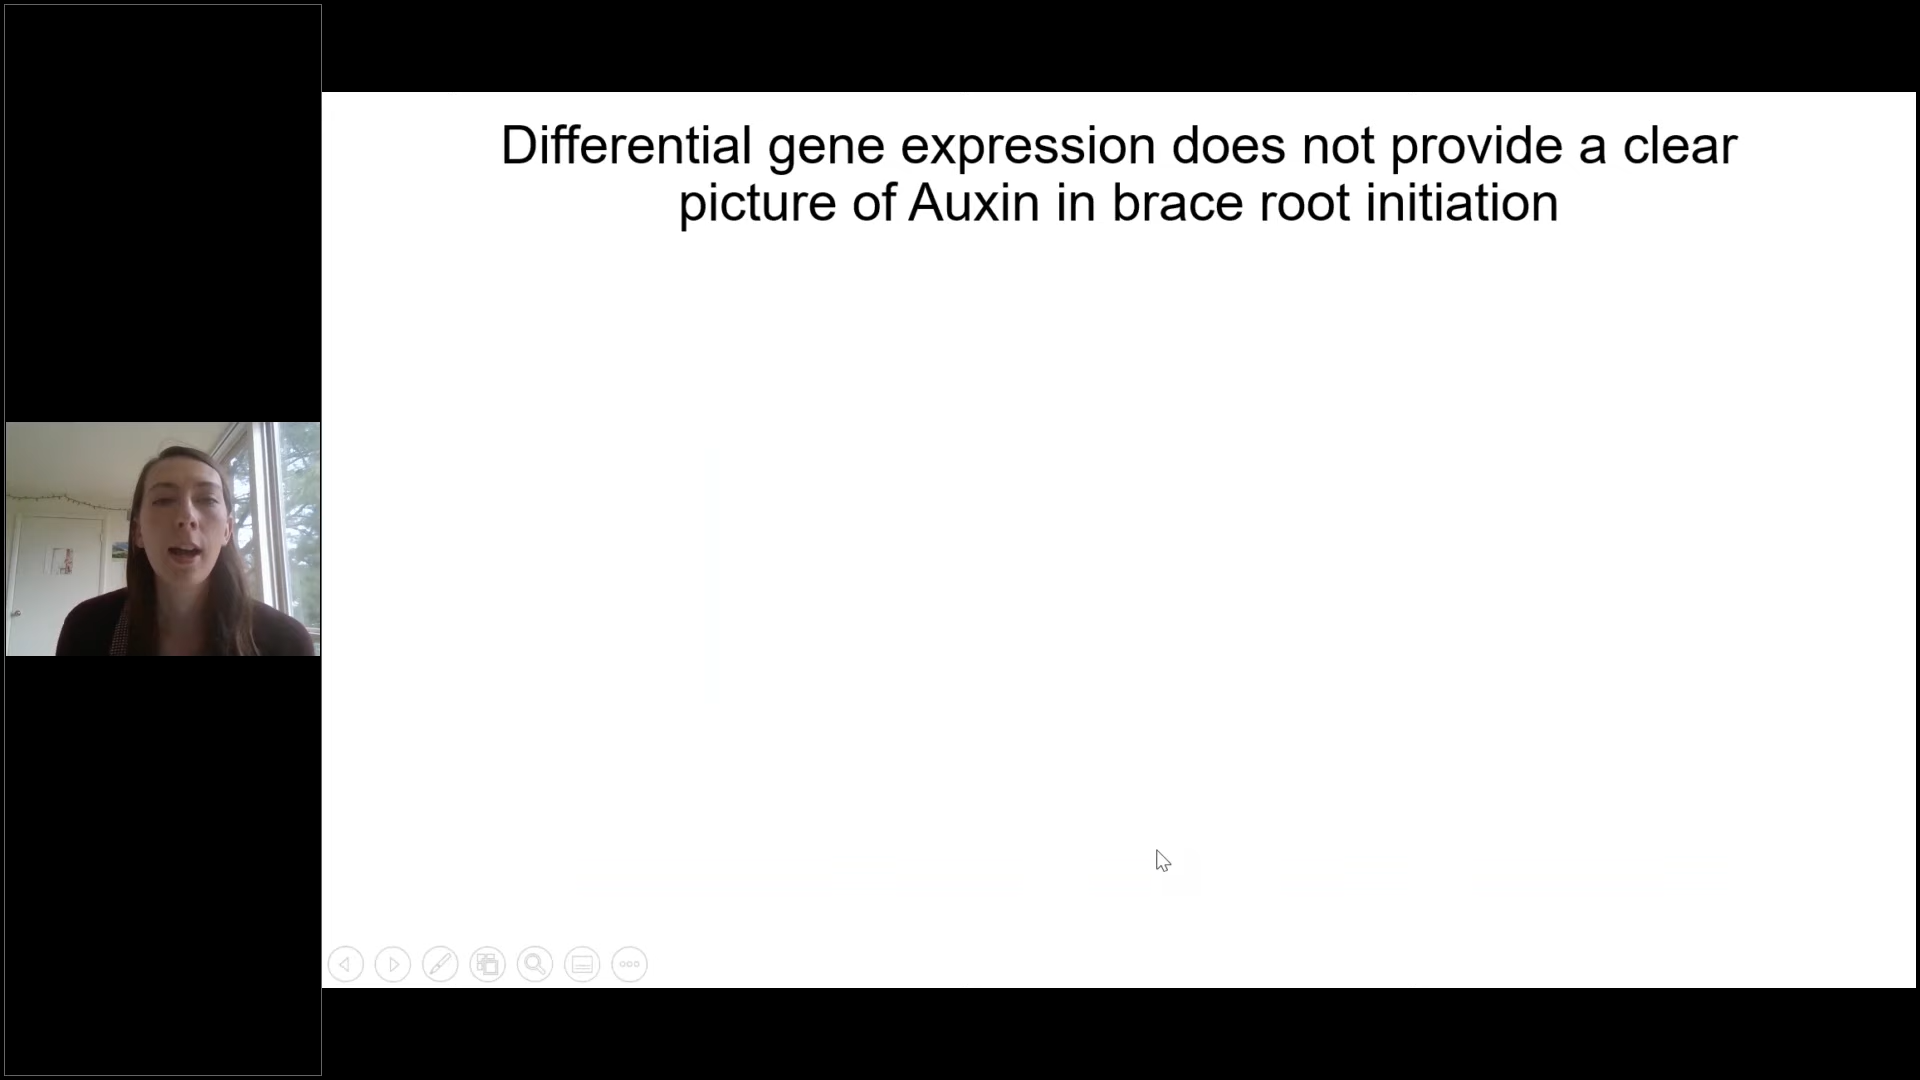 Differential gene expression does not provide a clear
picture of Auxin in brace root initiation